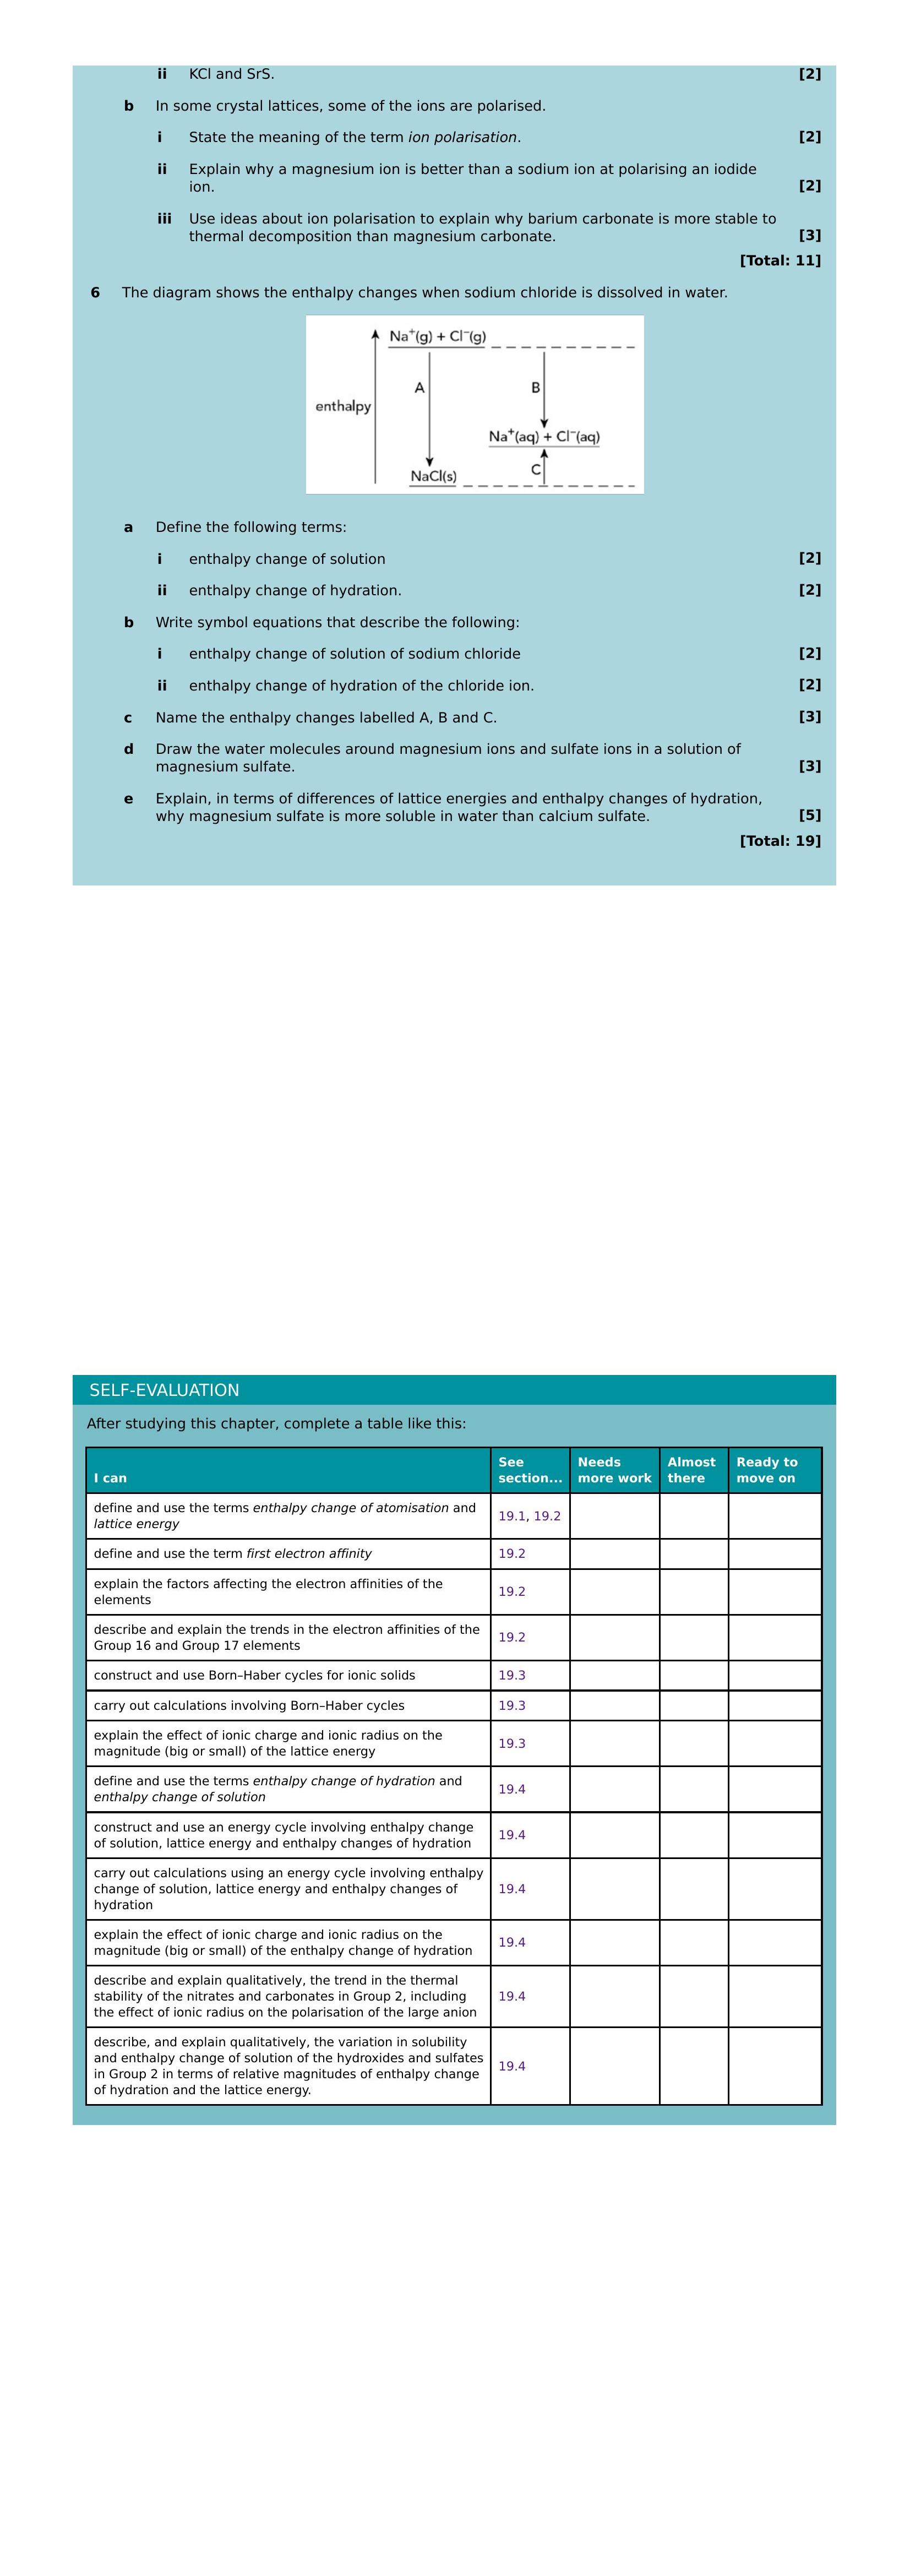 ii KCl and SrS. [2]
b In some crystal lattices, some of the ions are polarised.
i State the meaning of the term ion polarisation. [2]
ii Explain why a magnesium ion is better than a sodium ion at polarising an iodide
ion. [2]
iii Use ideas about ion polarisation to explain why barium carbonate is more stable to
thermal decomposition than magnesium carbonate. [3]
[Total: 11]
6 The diagram shows the enthalpy changes when sodium chloride is dissolved in water.
Na⁺(g) + Cl⁻(g)
A
B
enthalpy
Na⁺(aq) + Cl⁻(aq)
C
NaCl(s)
a Define the following terms:
i enthalpy change of solution [2]
ii enthalpy change of hydration. [2]
b Write symbol equations that describe the following:
i enthalpy change of solution of sodium chloride [2]
ii enthalpy change of hydration of the chloride ion. [2]
c Name the enthalpy changes labelled A, B and C. [3]
d Draw the water molecules around magnesium ions and sulfate ions in a solution of
magnesium sulfate. [3]
e Explain, in terms of differences of lattice energies and enthalpy changes of hydration,
why magnesium sulfate is more soluble in water than calcium sulfate. [5]
[Total: 19]
SELF-EVALUATION
After studying this chapter, complete a table like this:
I can
See
section...
Needs
more work
Almost
there
Ready to
move on
define and use the terms enthalpy change of atomisation and
lattice energy
19.1, 19.2
define and use the term first electron affinity
19.2
explain the factors affecting the electron affinities of the
elements
19.2
describe and explain the trends in the electron affinities of the
Group 16 and Group 17 elements
19.2
construct and use Born–Haber cycles for ionic solids
19.3
carry out calculations involving Born–Haber cycles
19.3
explain the effect of ionic charge and ionic radius on the
magnitude (big or small) of the lattice energy
19.3
define and use the terms enthalpy change of hydration and
enthalpy change of solution
19.4
construct and use an energy cycle involving enthalpy change
of solution, lattice energy and enthalpy changes of hydration
19.4
carry out calculations using an energy cycle involving enthalpy
change of solution, lattice energy and enthalpy changes of
hydration
19.4
explain the effect of ionic charge and ionic radius on the
magnitude (big or small) of the enthalpy change of hydration
19.4
describe and explain qualitatively, the trend in the thermal
stability of the nitrates and carbonates in Group 2, including
the effect of ionic radius on the polarisation of the large anion
19.4
describe, and explain qualitatively, the variation in solubility
and enthalpy change of solution of the hydroxides and sulfates
in Group 2 in terms of relative magnitudes of enthalpy change
of hydration and the lattice energy.
19.4